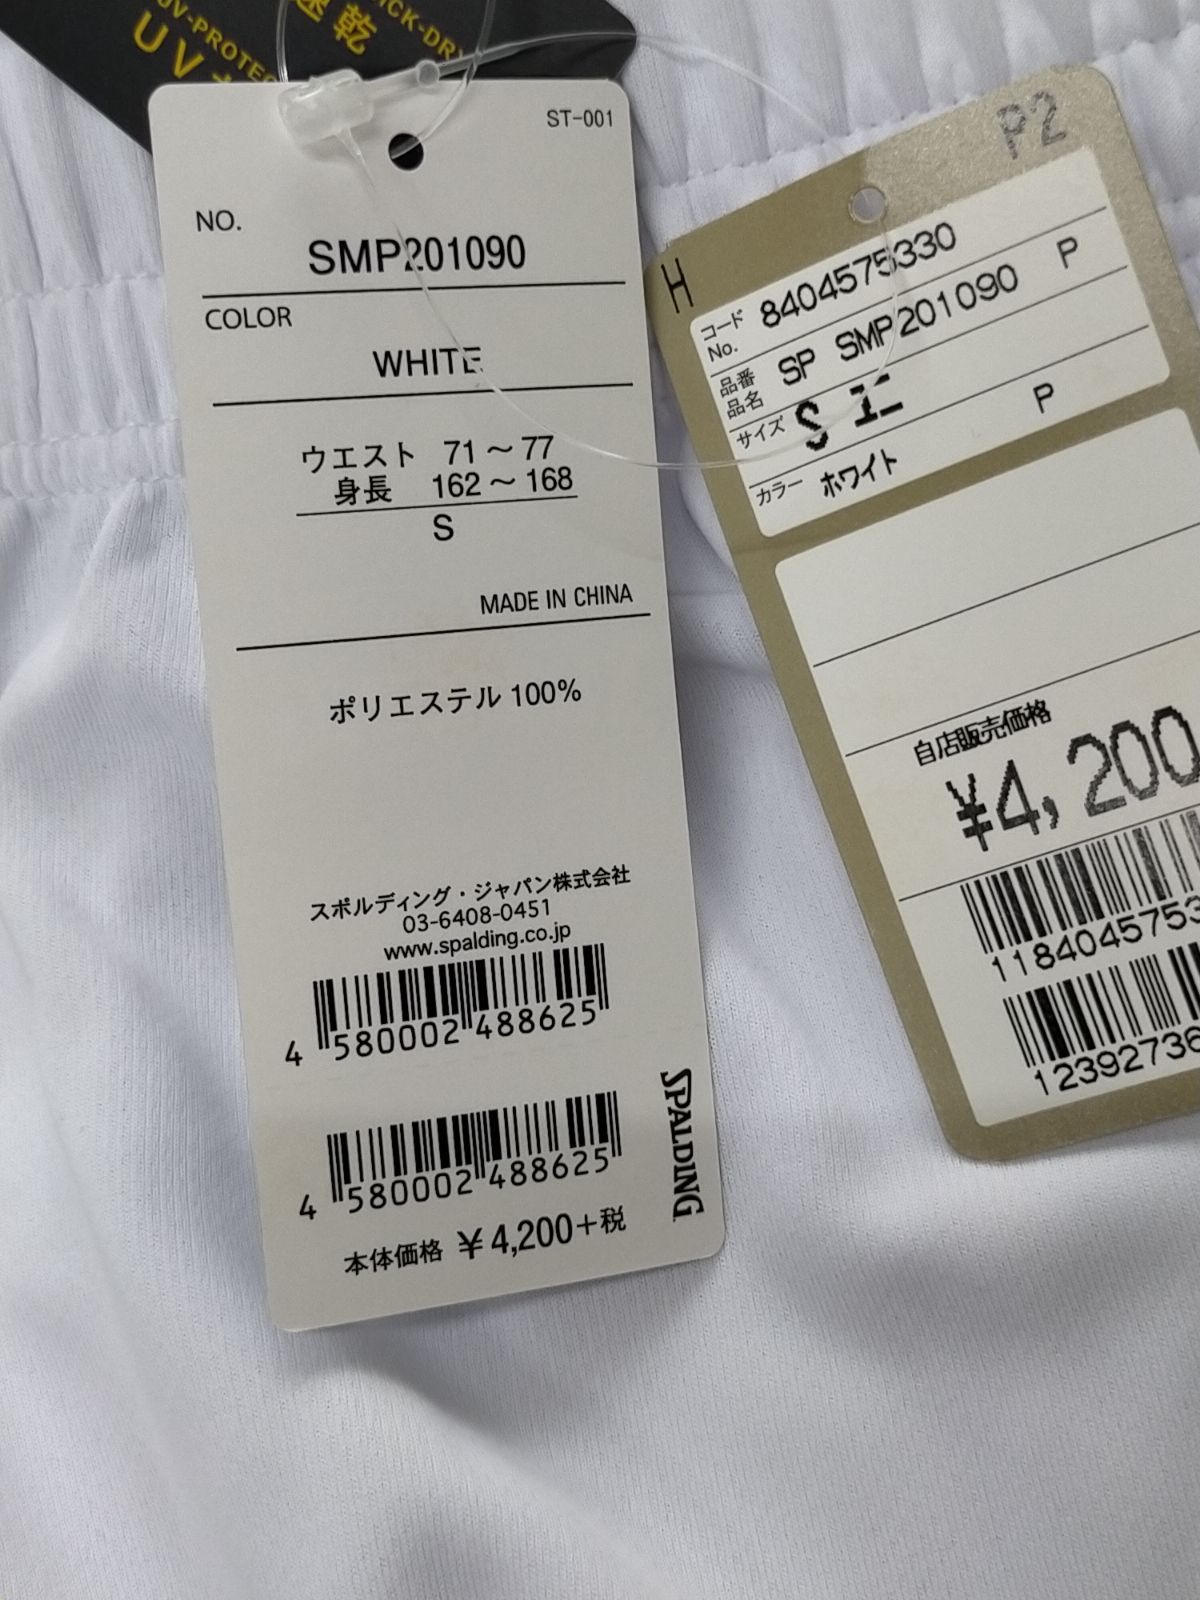 速乾
UV-PROTEC
UV
ST-001
NO.
SMP201090
COLOR
WHITE
ウエスト 71～77
身長 162～168
S
MADE IN CHINA
ポリエステル 100%
スポルディング・ジャパン株式会社
03-6408-0451
www.spalding.co.jp
4 580002 488625
4 580002 488625
SPALDING
本体価格 ￥4,200+税
P2
H
コード No. 8404575330
品番 品名 SP SMP201090 P
サイズ S
カラー ホワイト P
自店販売価格
¥4,200
1184045753
12392736